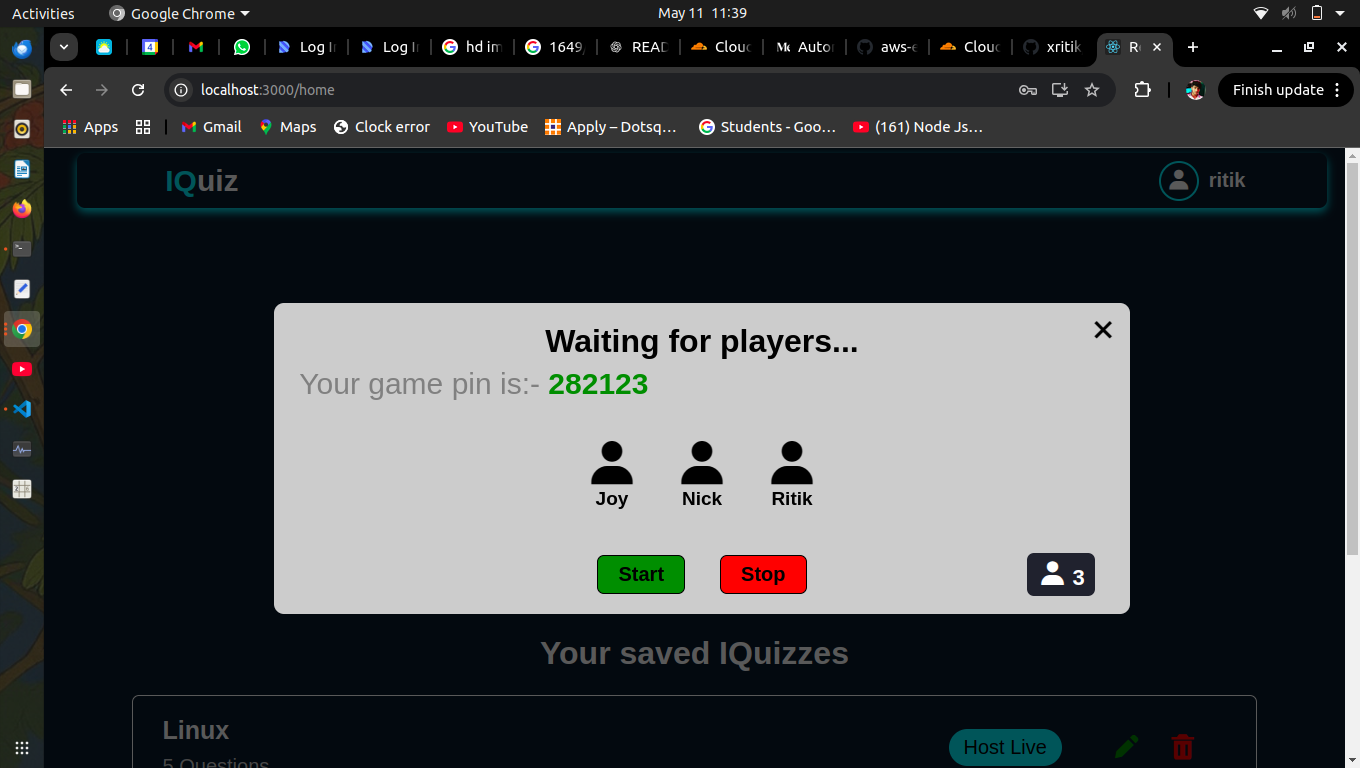 Activities Google Chrome May 11 11:39
4 Log In Log In hd im 1649, READ Clouc Autor aws-e Clouc xritik Re
localhost:3000/home Finish update
Apps Gmail Maps Clock error YouTube Apply – Dotsq… Students - Goo… (161) Node Js…
IQuiz ritik
Waiting for players...
Your game pin is:- 282123
Joy Nick Ritik
Start Stop 3
Your saved IQuizzes
Linux
Host Live
5 Questions